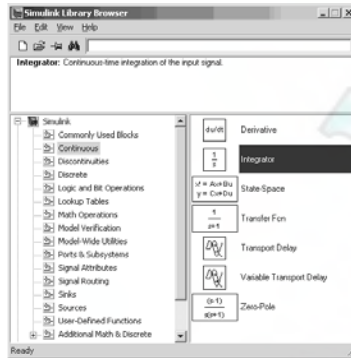 Simulink Library Browser
File Edit View Help
Integrator: Continuous-time integration of the input signal.
Simulink
Commonly Used Blocks
Continuous
Discontinuities
Discrete
Logic and Bit Operations
Lookup Tables
Math Operations
Model Verification
Model-Wide Utilities
Ports & Subsystems
Signal Attributes
Signal Routing
Sinks
Sources
User-Defined Functions
Additional Math & Discrete
du/dt Derivative
1
s Integrator
x' = Ax+Bu
y = Cx+Du State-Space
1
s+1 Transfer Fcn
Transport Delay
Variable Transport Delay
(s-1)
s(s+1) Zero-Pole
Ready